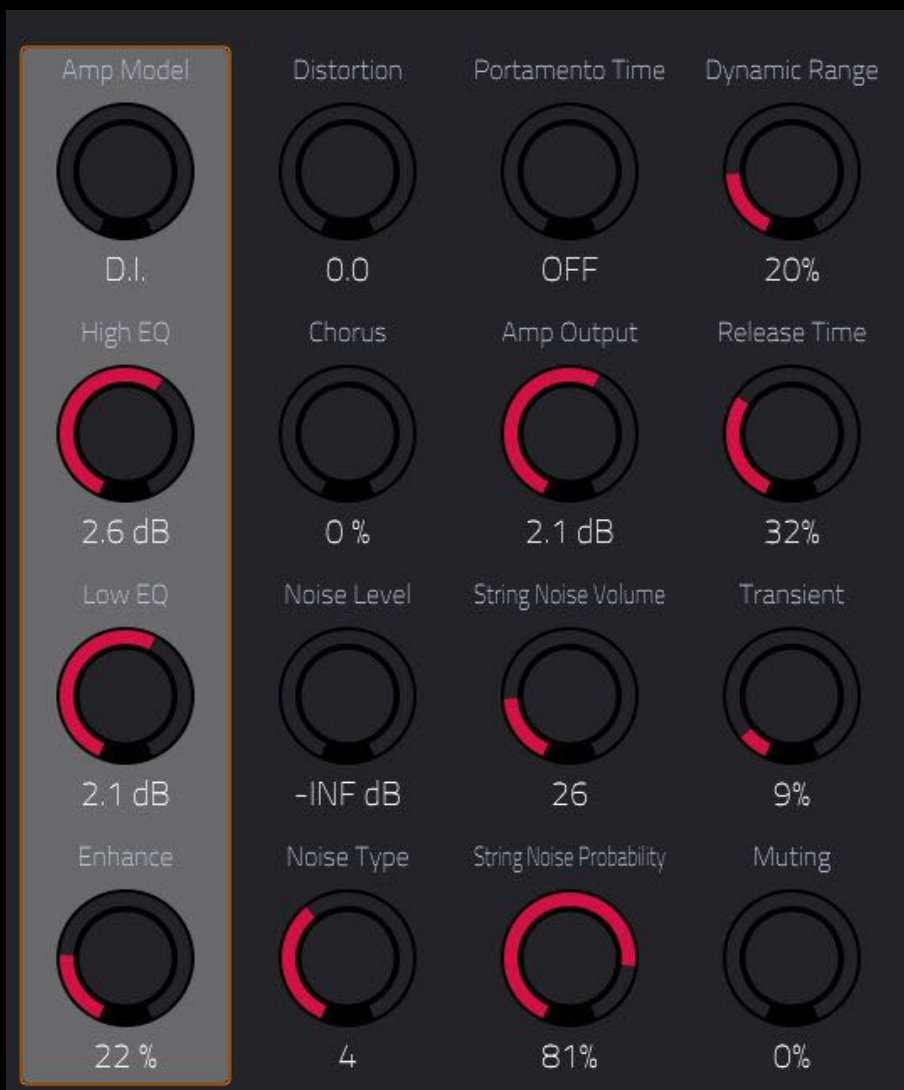 Amp Model Distortion Portamento Time Dynamic Range
D.I. 0.0 OFF 20%
High EQ Chorus Amp Output Release Time
2.6 dB 0 % 2.1 dB 32%
Low EQ Noise Level String Noise Volume Transient
2.1 dB -INF dB 26 9%
Enhance Noise Type String Noise Probability Muting
22 % 4 81% 0%